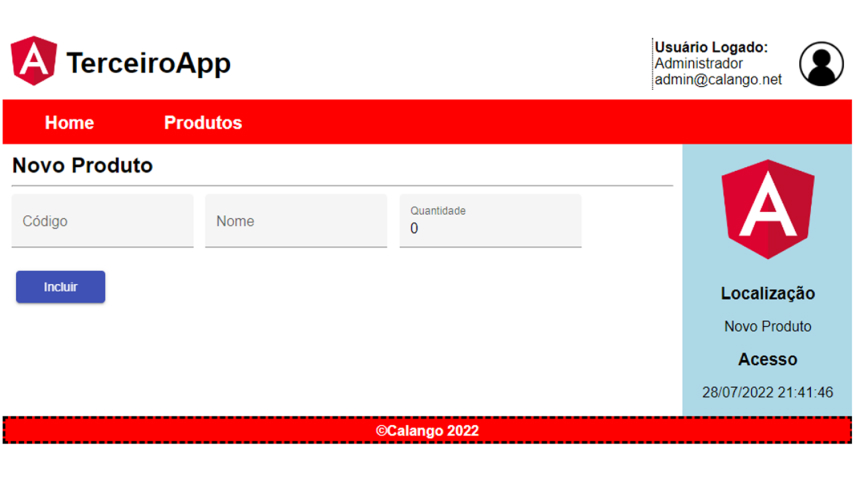 TerceiroApp
Usuário Logado:
Administrador
admin@calango.net
Home
Produtos
Novo Produto
Código
Nome
Quantidade
0
Incluir
Localização
Novo Produto
Acesso
28/07/2022 21:41:46
©Calango 2022